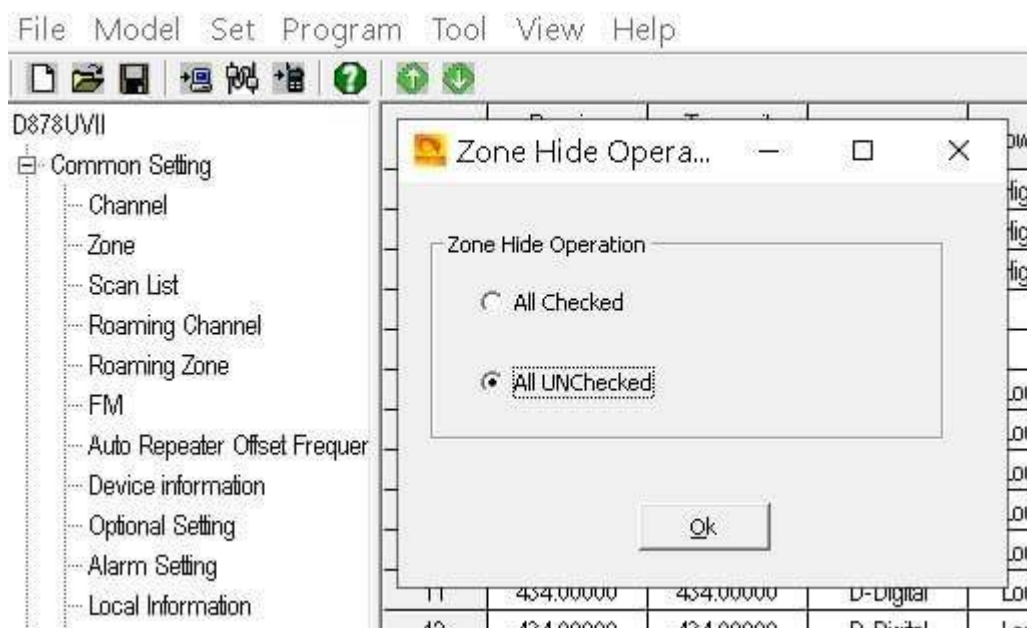 File Model Set Program Tool View Help
D878UVII
Common Setting
Channel
Zone
Scan List
Roaming Channel
Roaming Zone
FM
Auto Repeater Offset Frequer
Device information
Optional Setting
Alarm Setting
Local Information
Zone Hide Opera...
Zone Hide Operation
All Checked
All UNChecked
Ok
11 434.00000 434.00000 D-Digital